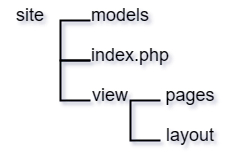 site models
index.php
view pages
layout